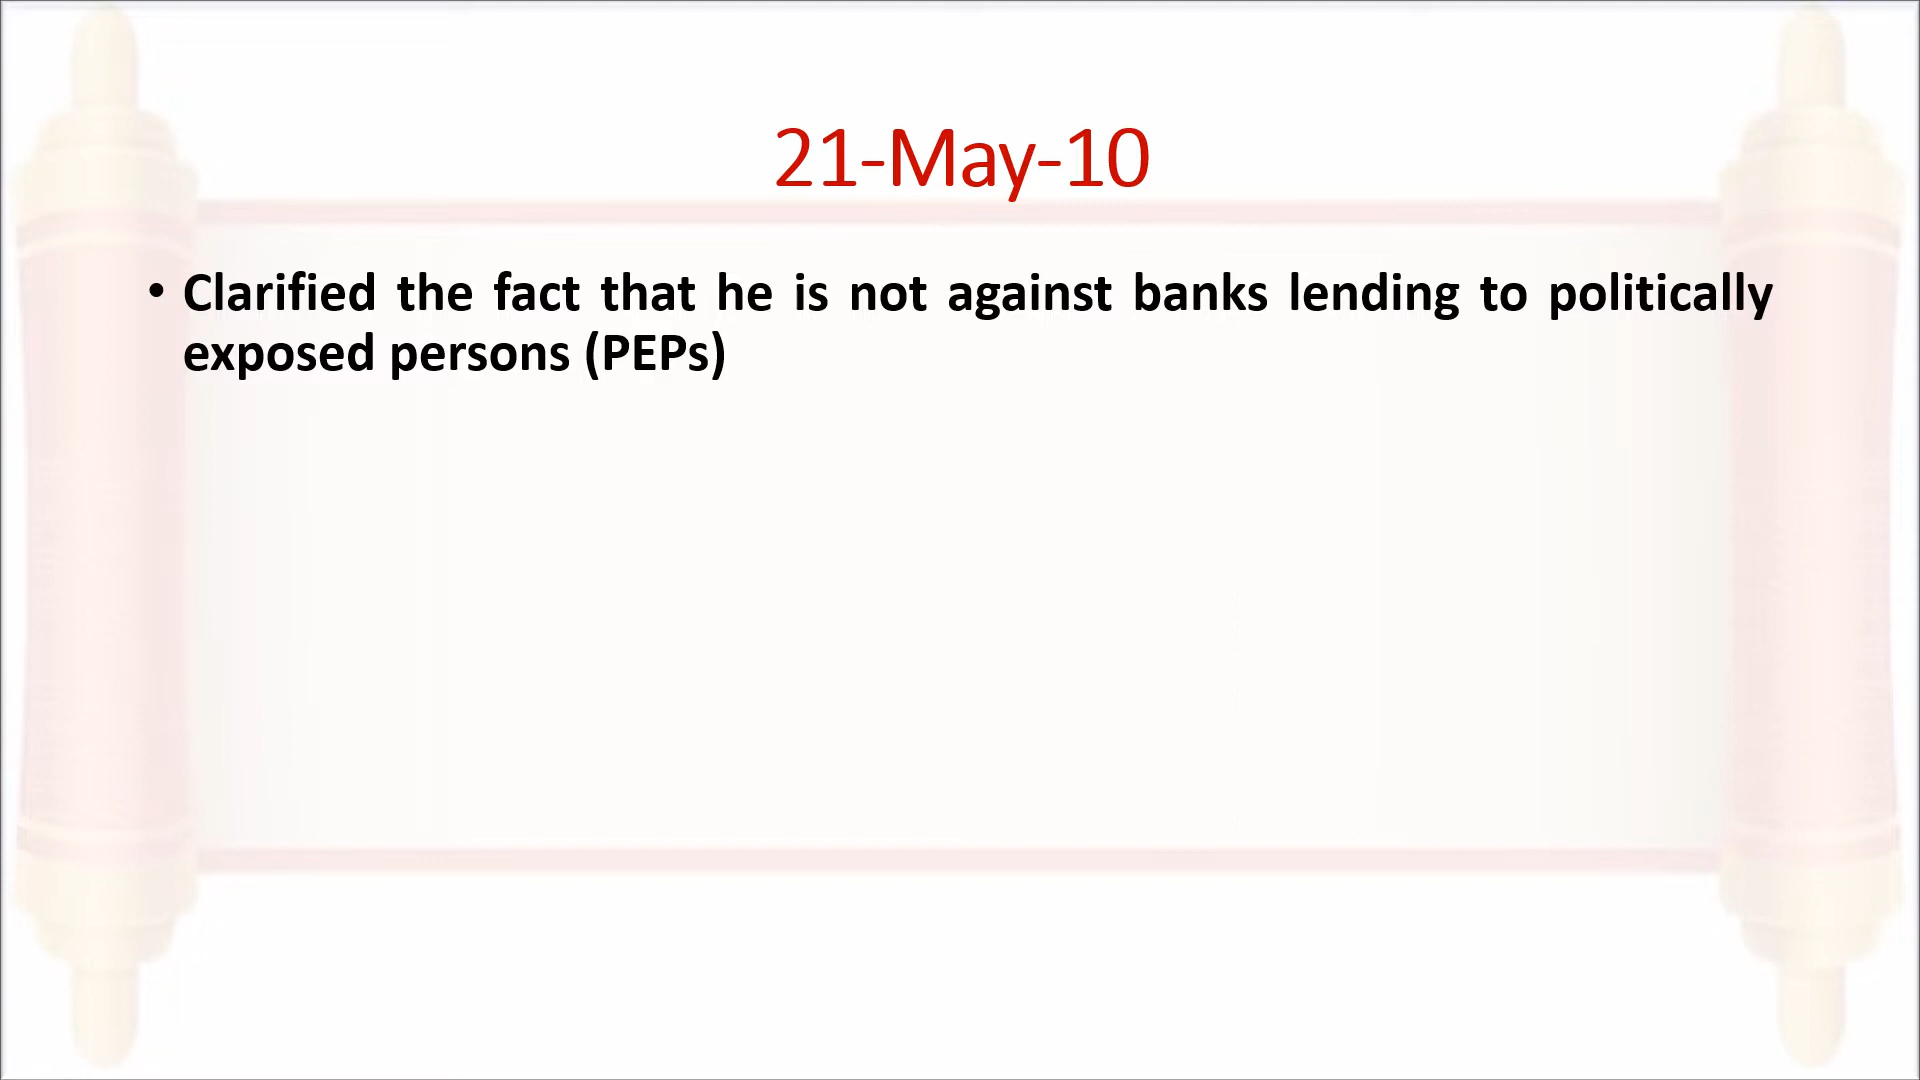 21-May-10
• Clarified the fact that he is not against banks lending to politically
exposed persons (PEPs)